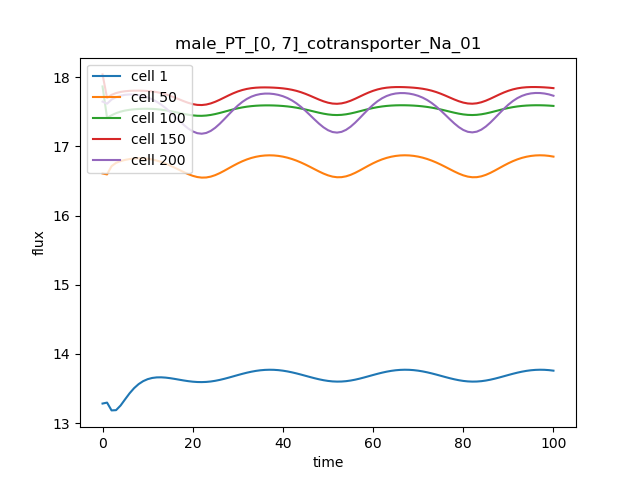 male_PT_[0, 7]_cotransporter_Na_01
18
17
16
15
14
13
flux
cell 1
cell 50
cell 100
cell 150
cell 200
0 20 40 60 80 100
time